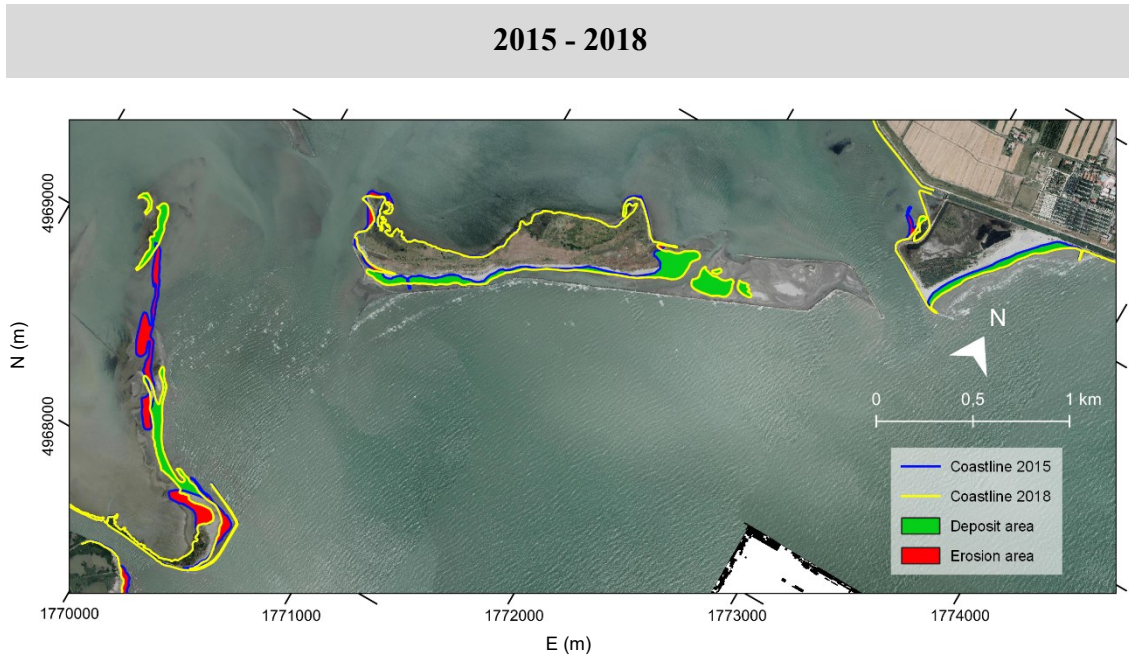 2015 - 2018
4969000
4968000
N (m)
N
0
0,5
1 km
Coastline 2015
Coastline 2018
Deposit area
Erosion area
1770000
1771000
1772000
1773000
1774000
E (m)